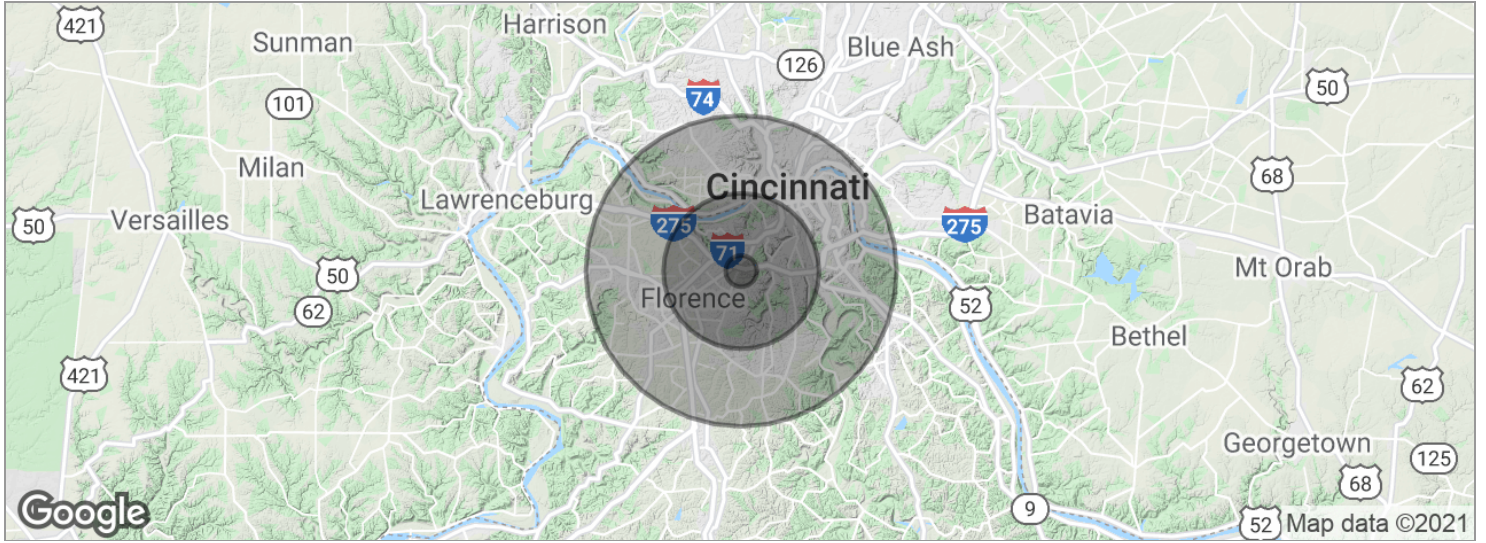 421
Harrison
Sunman
Blue Ash
126
50
74
101
Milan
Cincinnati
68
Lawrenceburg
Versailles
50
275
275
Batavia
71
50
Mt Orab
Florence
62
52
Bethel
421
62
Georgetown
125
68
Google
9
52
Map data ©2021